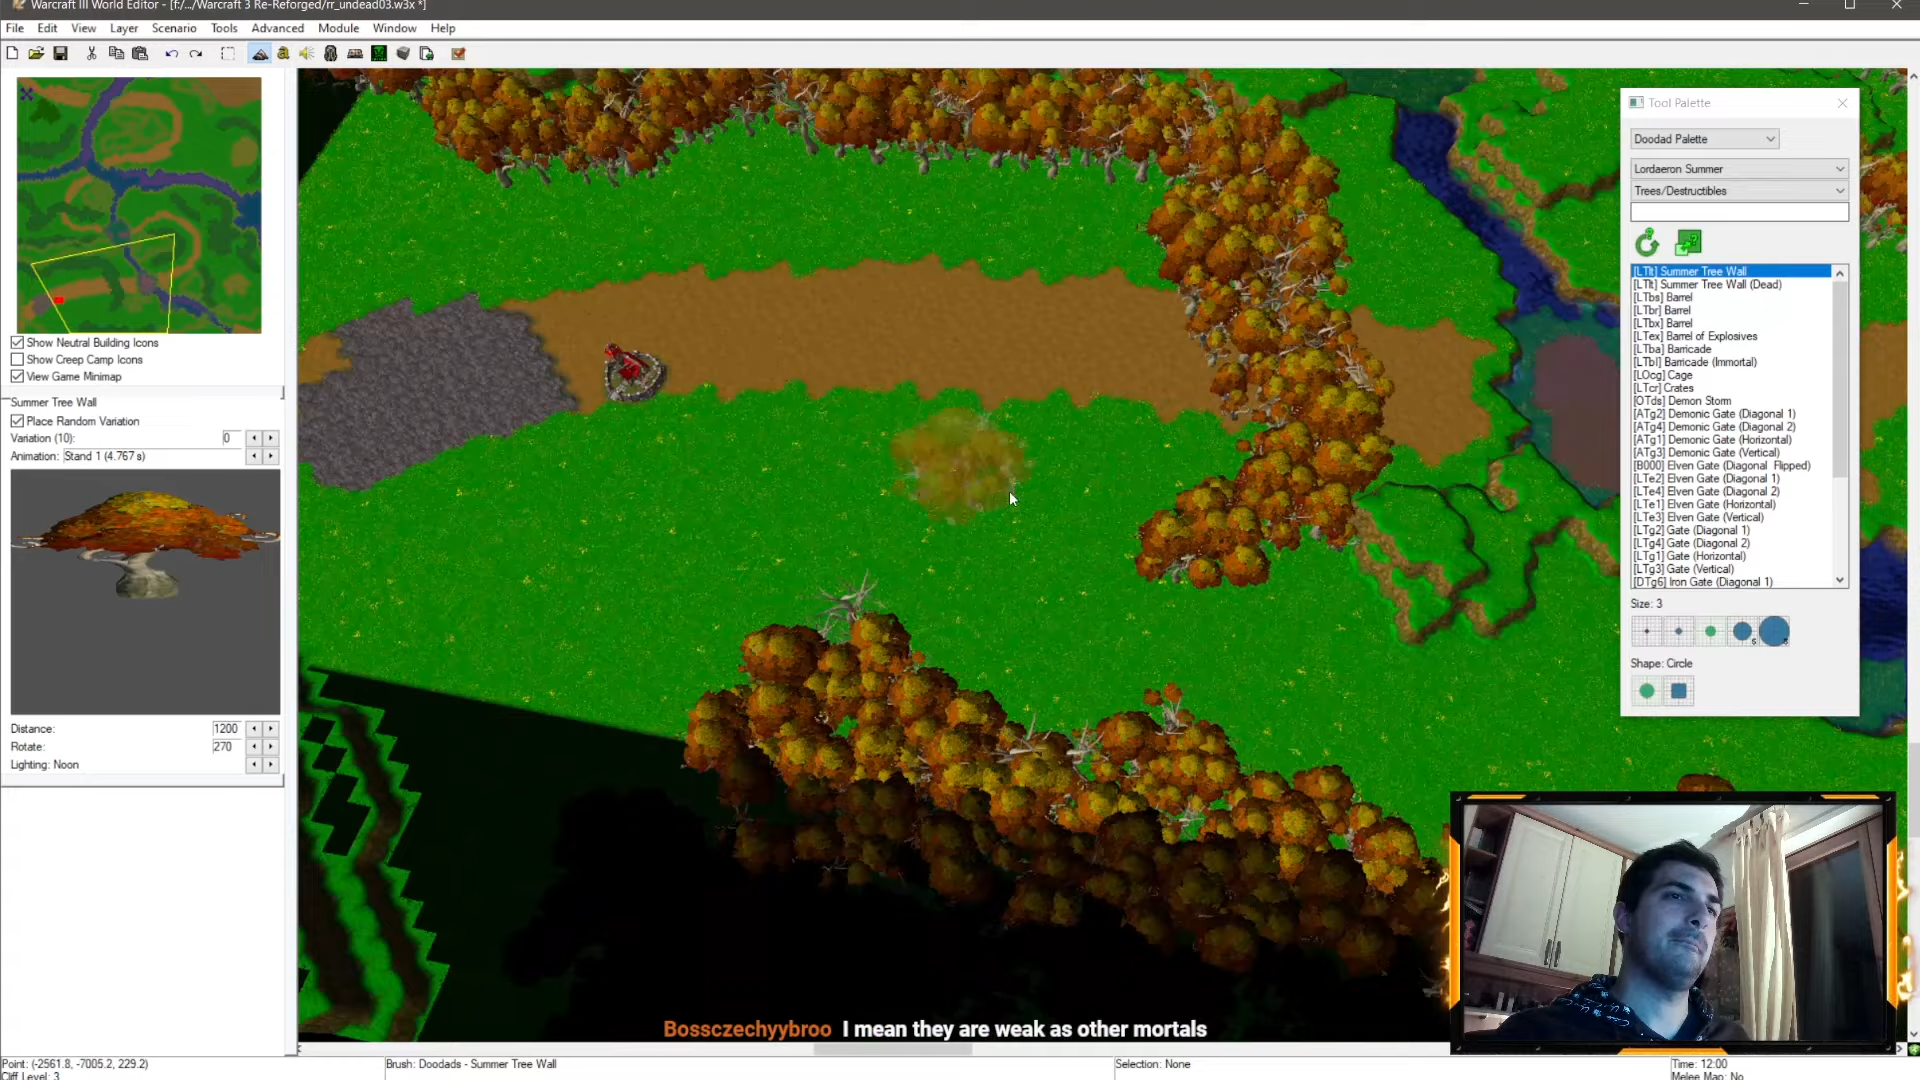 Warcraft III World Editor - [f:/.../Warcraft 3 Re-Reforged/rr_undead03.w3x *]
File Edit View Layer Scenario Tools Advanced Module Window Help
Show Neutral Building Icons
Show Creep Camp Icons
View Game Minimap
Summer Tree Wall
Place Random Variation
Variation (10): 0
Animation: Stand 1 (4.767 s)
Distance: 1200
Rotate: 270
Lighting: Noon
Tool Palette
Doodad Palette
Lordaeron Summer
Trees/Destructibles
[LTlt] Summer Tree Wall
[LTlt] Summer Tree Wall (Dead)
[LTbs] Barrel
[LTbr] Barrel
[LTbx] Barrel
[LTex] Barrel of Explosives
[LTba] Barricade
[LTbl] Barricade (Immortal)
[LOcg] Cage
[LTcr] Crates
[OTds] Demon Storm
[ATg2] Demonic Gate (Diagonal 1)
[ATg4] Demonic Gate (Diagonal 2)
[ATg1] Demonic Gate (Horizontal)
[ATg3] Demonic Gate (Vertical)
[B000] Elven Gate (Diagonal Flipped)
[LTe2] Elven Gate (Diagonal 1)
[LTe4] Elven Gate (Diagonal 2)
[LTe1] Elven Gate (Horizontal)
[LTe3] Elven Gate (Vertical)
[LTg2] Gate (Diagonal 1)
[LTg4] Gate (Diagonal 2)
[LTg1] Gate (Horizontal)
[LTg3] Gate (Vertical)
[DTg6] Iron Gate (Diagonal 1)
Size: 3
Shape: Circle
Bossczechyybroo I mean they are weak as other mortals
Point: (-2561.8, -7005.2, 229.2)
Cliff Level: 3
Brush: Doodads - Summer Tree Wall
Selection: None
Time: 12:00
Melee Map: No